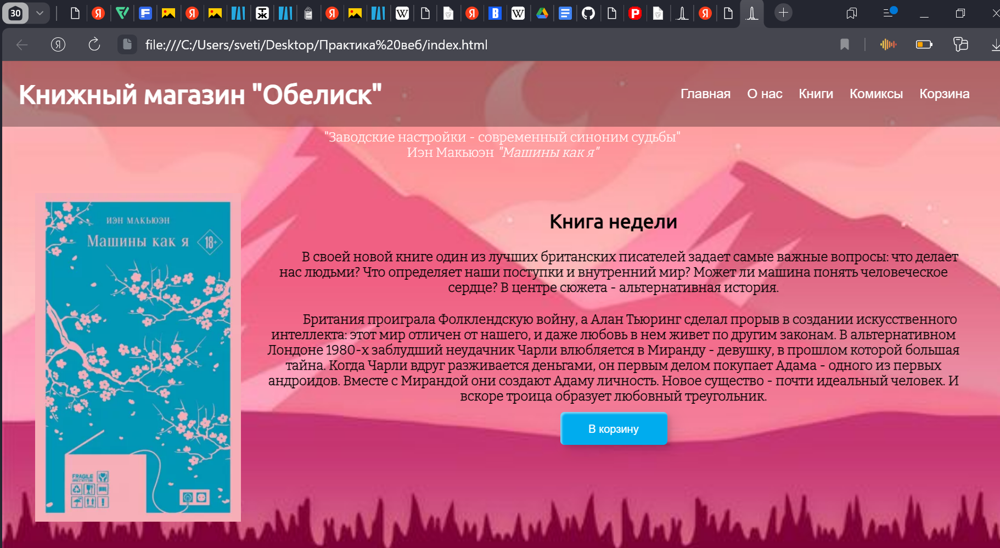 30
file:///C:/Users/sveti/Desktop/Практика%20веб/index.html
Книжный магазин "Обелиск"
Главная О нас Книги Комиксы Корзина
"Заводские настройки - современный синоним судьбы"
Иэн Макьюэн "Машины как я"
ИЭН МАКЬЮЭН
Машины как я 18+
FRAGILE
Книга недели
В своей новой книге один из лучших британских писателей задает самые важные вопросы: что делает
нас людьми? Что определяет наши поступки и внутренний мир? Может ли машина понять человеческое
сердце? В центре сюжета - альтернативная история.
Британия проиграла Фолклендскую войну, а Алан Тьюринг сделал прорыв в создании искусственного
интеллекта: этот мир отличен от нашего, и даже любовь в нем живет по другим законам. В альтернативном
Лондоне 1980-х заблудший неудачник Чарли влюбляется в Миранду - девушку, в прошлом которой большая
тайна. Когда Чарли вдруг разживается деньгами, он первым делом покупает Адама - одного из первых
андроидов. Вместе с Мирандой они создают Адаму личность. Новое существо - почти идеальный человек. И
вскоре троица образует любовный треугольник.
В корзину